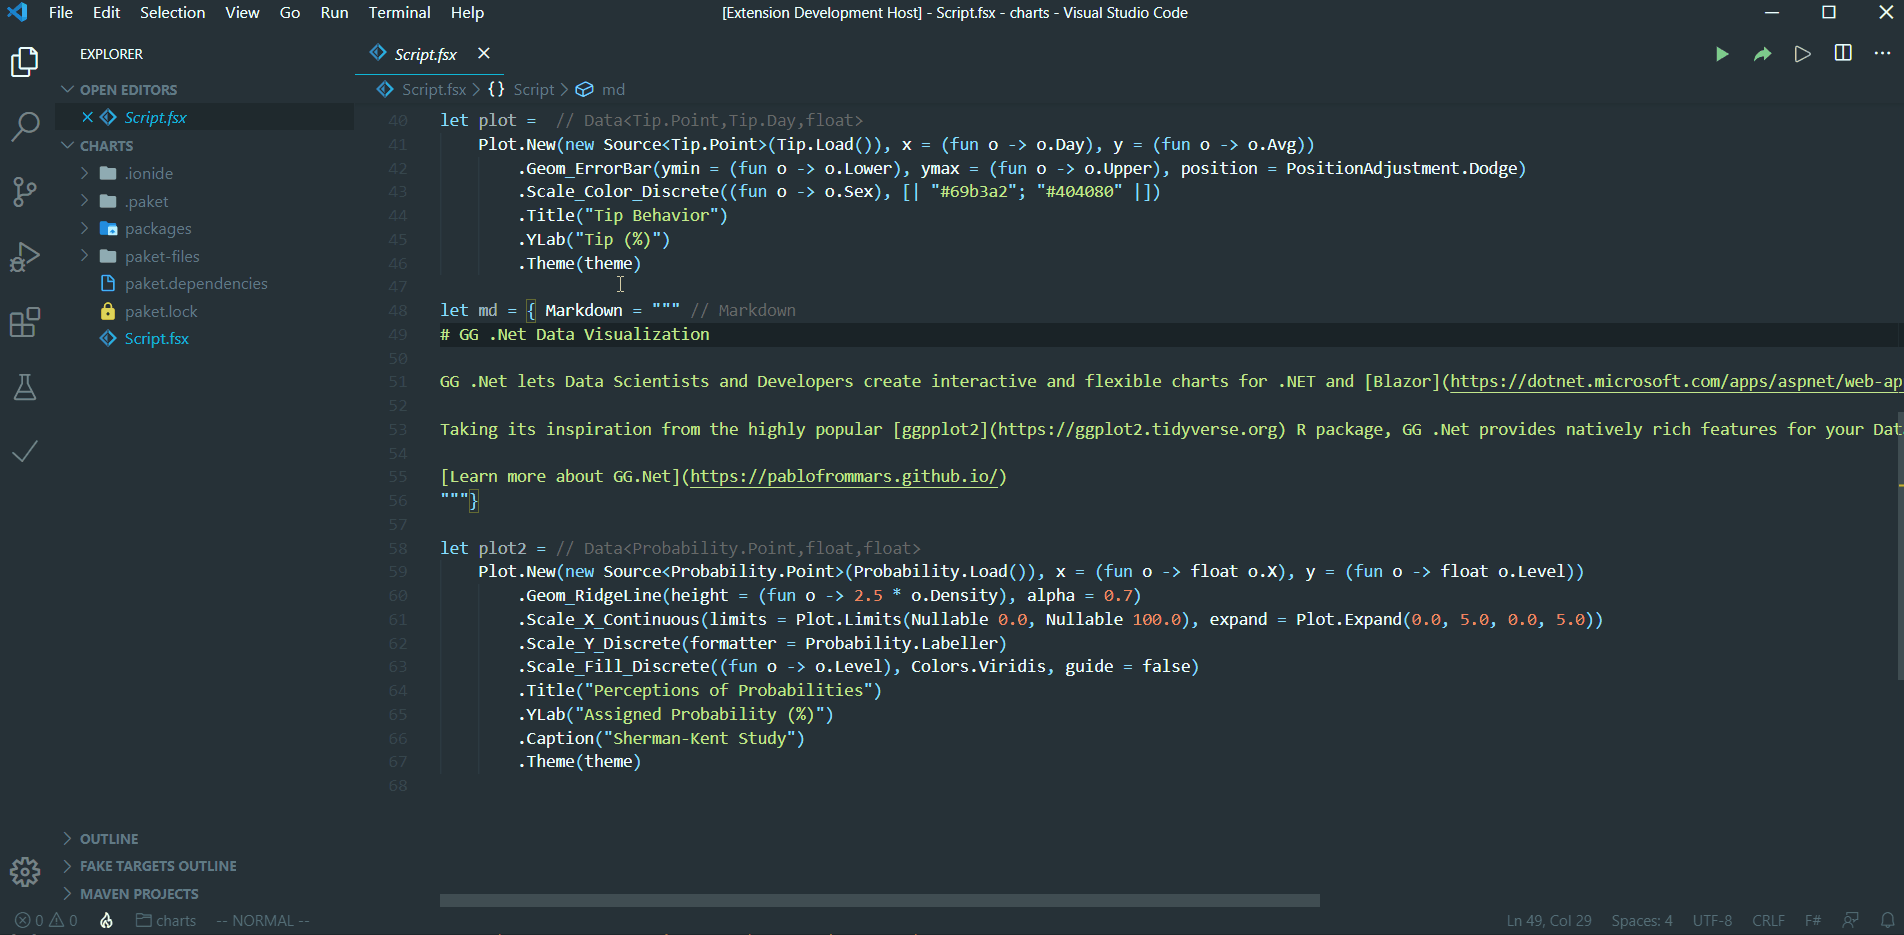 File Edit Selection View Go Run Terminal Help
[Extension Development Host] - Script.fsx - charts - Visual Studio Code
EXPLORER
OPEN EDITORS
Script.fsx
CHARTS
.ionide
.paket
packages
paket-files
paket.dependencies
paket.lock
Script.fsx
OUTLINE
FAKE TARGETS OUTLINE
MAVEN PROJECTS
Script.fsx
Script.fsx > {} Script > md
40 let plot =  // Data<Tip.Point,Tip.Day,float>
41     Plot.New(new Source<Tip.Point>(Tip.Load()), x = (fun o -> o.Day), y = (fun o -> o.Avg))
42         .Geom_ErrorBar(ymin = (fun o -> o.Lower), ymax = (fun o -> o.Upper), position = PositionAdjustment.Dodge)
43         .Scale_Color_Discrete((fun o -> o.Sex), [| "#69b3a2"; "#404080" |])
44         .Title("Tip Behavior")
45         .YLab("Tip (%)")
46         .Theme(theme)
47
48 let md = { Markdown = """ // Markdown
49 # GG .Net Data Visualization
50
51 GG .Net lets Data Scientists and Developers create interactive and flexible charts for .NET and [Blazor](https://dotnet.microsoft.com/apps/aspnet/web-ap
52
53 Taking its inspiration from the highly popular [ggpplot2](https://ggplot2.tidyverse.org) R package, GG .Net provides natively rich features for your Dat
54
55 [Learn more about GG.Net](https://pablofrommars.github.io/)
56 """}
57
58 let plot2 = // Data<Probability.Point,float,float>
59     Plot.New(new Source<Probability.Point>(Probability.Load()), x = (fun o -> float o.X), y = (fun o -> float o.Level))
60         .Geom_RidgeLine(height = (fun o -> 2.5 * o.Density), alpha = 0.7)
61         .Scale_X_Continuous(limits = Plot.Limits(Nullable 0.0, Nullable 100.0), expand = Plot.Expand(0.0, 5.0, 0.0, 5.0))
62         .Scale_Y_Discrete(formatter = Probability.Labeller)
63         .Scale_Fill_Discrete((fun o -> o.Level), Colors.Viridis, guide = false)
64         .Title("Perceptions of Probabilities")
65         .YLab("Assigned Probability (%)")
66         .Caption("Sherman-Kent Study")
67         .Theme(theme)
68
0 0 charts -- NORMAL --
Ln 49, Col 29 Spaces: 4 UTF-8 CRLF F#